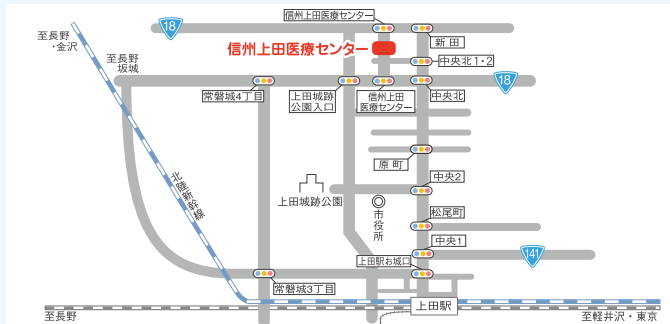 信州上田医療センター
18
至長野
・金沢
新田
信州上田医療センター
中央北1・2
至長野
坂城
18
常磐城4丁目
上田城跡
公園入口
信州上田
医療センター
中央北
原町
北陸新幹線
中央2
上田城跡公園
市役所
松尾町
中央1
141
上田駅お城口
常磐城3丁目
上田駅
至長野
至軽井沢・東京